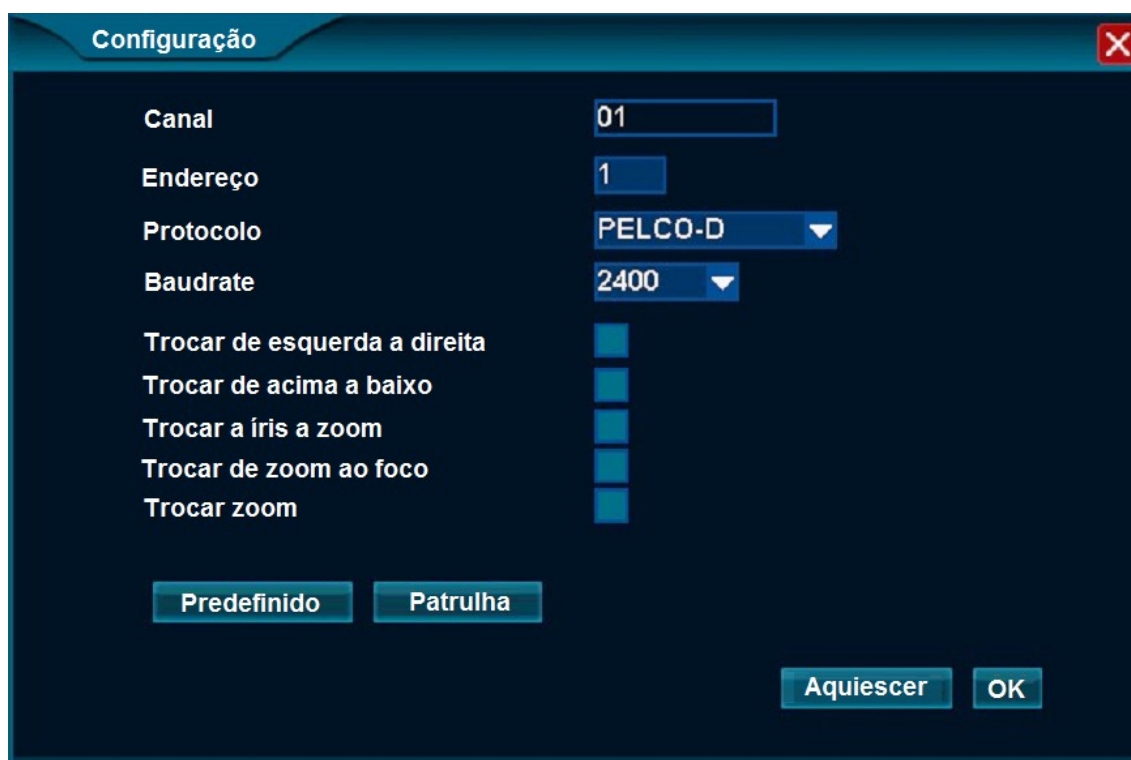 Configuração
Canal 01
Endereço 1
Protocolo PELCO-D
Baudrate 2400
Trocar de esquerda a direita
Trocar de acima a baixo
Trocar a íris a zoom
Trocar de zoom ao foco
Trocar zoom
Predefinido Patrulha
Aquiescer OK